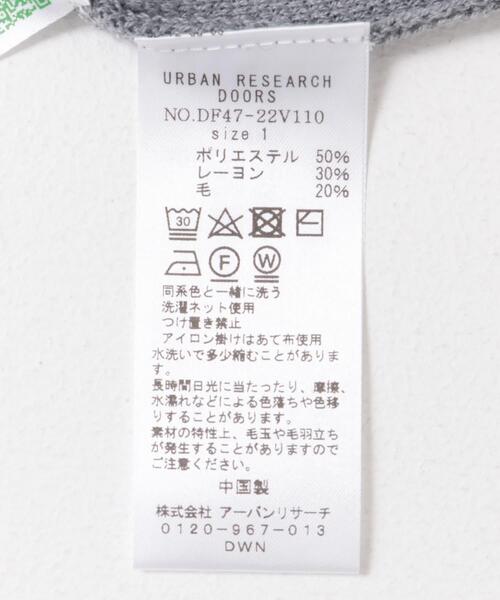 URBAN RESEARCH
DOORS
NO.DF47-22V110
size 1
ポリエステル 50%
レーヨン 30%
毛 20%
30
F W
同系色と一緒に洗う
洗濯ネット使用
つけ置き禁止
アイロン掛けはあて布使用
水洗いで多少縮むことがありま
す。
長時間日光に当たったり、摩擦、
水濡れなどによる色落ちや色移
りすることがあります。
素材の特性上、毛玉や毛羽立ち
が発生することがありますので
ご注意ください。
中国製
株式会社 アーバンリサーチ
0120-967-013
DWN